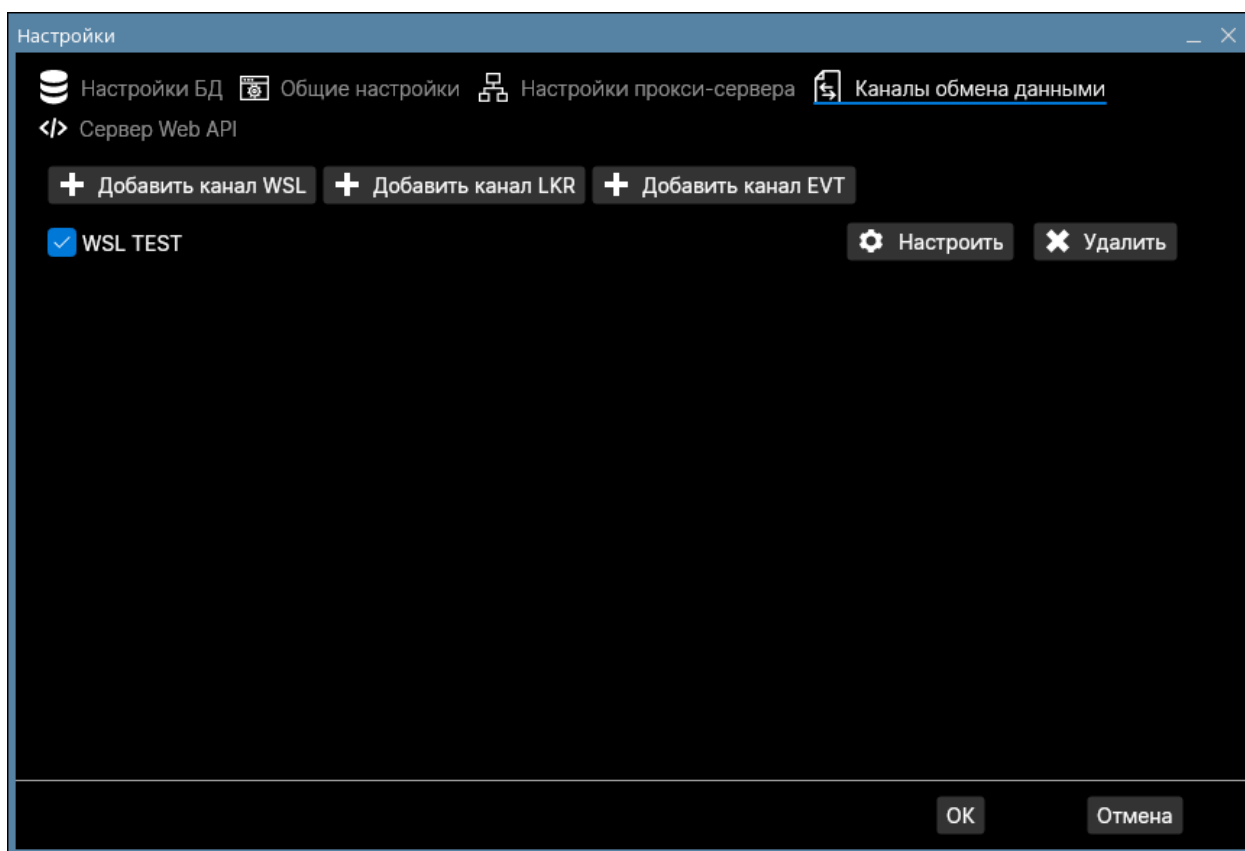 Настройки
Настройки БД Общие настройки Настройки прокси-сервера Каналы обмена данными
Сервер Web API
Добавить канал WSL Добавить канал LKR Добавить канал EVT
WSL TEST Настроить Удалить
ОК Отмена